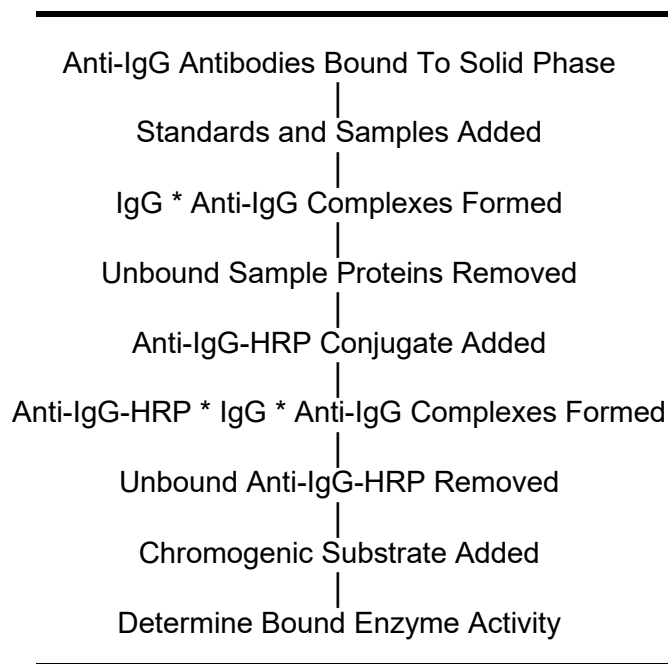 Anti-IgG Antibodies Bound To Solid Phase
Standards and Samples Added
IgG * Anti-IgG Complexes Formed
Unbound Sample Proteins Removed
Anti-IgG-HRP Conjugate Added
Anti-IgG-HRP * IgG * Anti-IgG Complexes Formed
Unbound Anti-IgG-HRP Removed
Chromogenic Substrate Added
Determine Bound Enzyme Activity